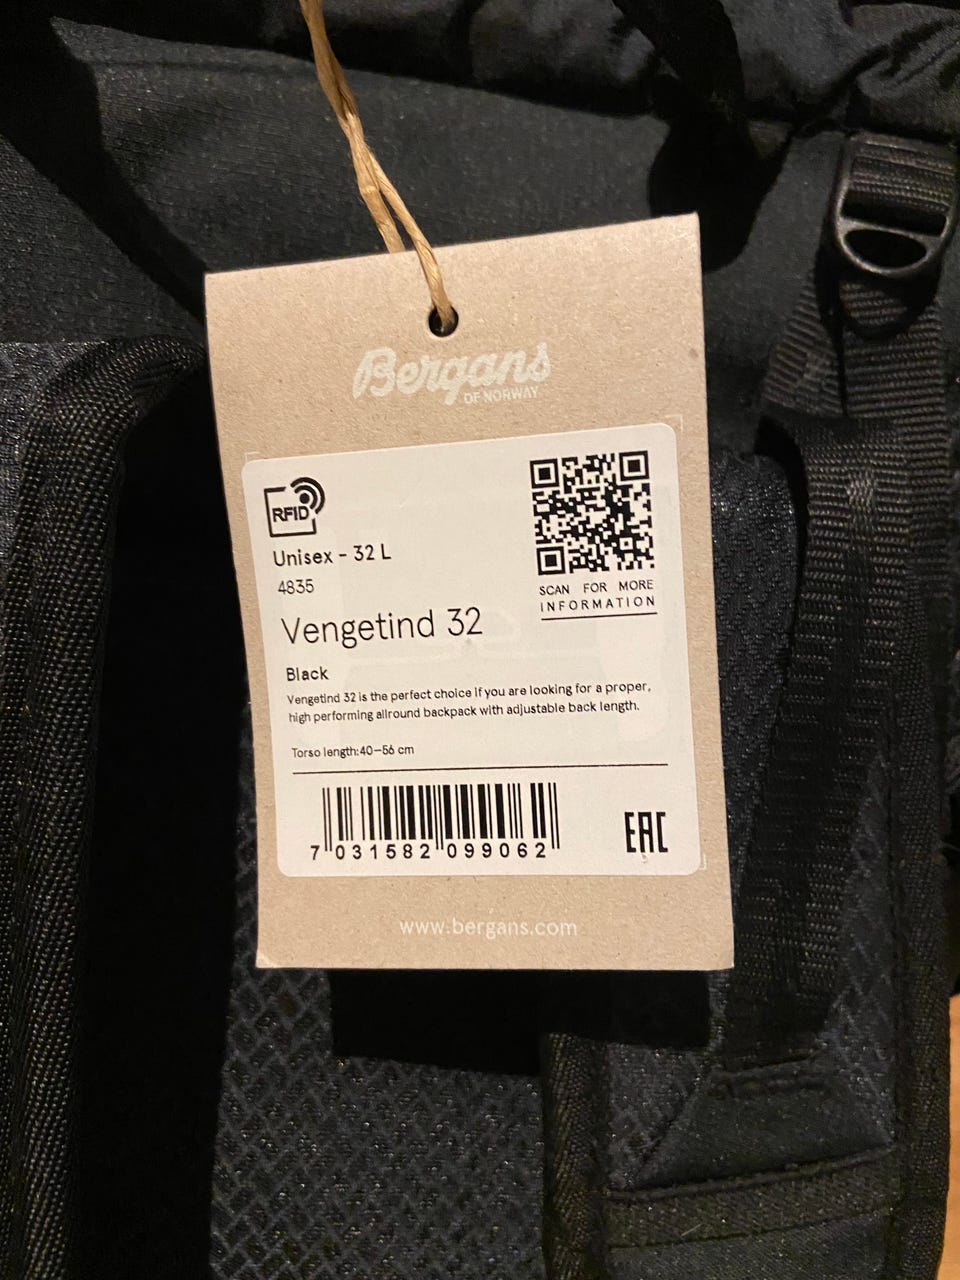 Bergans
OF NORWAY
RFID
Unisex - 32 L
4835
SCAN FOR MORE
INFORMATION
Vengetind 32
Black
Vengetind 32 is the perfect choice if you are looking for a proper,
high performing allround backpack with adjustable back length.
Torso length:40–56 cm
7 031582 099062
EAC
www.bergans.com